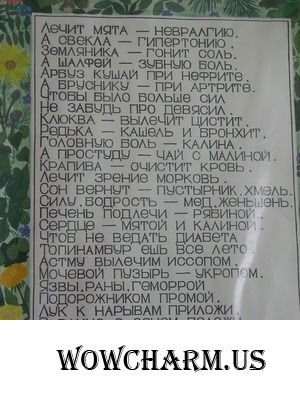 Лечит мята — невралгию.
А свекла — гипертонию.
Земляника — гонит соль.
А шалфей — зубную боль.
Арбуз кушай при нефрите.
А бруснику — при артрите.
Чтобы было больше сил
Не забудь про девясил.
Клюква — вылечит цистит.
Редька — кашель и бронхит.
Головную боль — калина.
А простуду — чай с малиной.
Крапива — очистит кровь.
Лечит зрение морковь.
Сон вернут — пустырник, хмель.
Силу, бодрость — мед, женьшень.
Печень подлечи — рябиной.
Сердце — мятой и калиной.
Чтоб не ведать диабета
Топинамбур ешь все лето.
Астму вылечим иссопом.
Мочевой пузырь — укропом.
Язвы, раны, геморрой
Подорожником промой.
Лук к нарывам приложи.
WOWCHARM.US